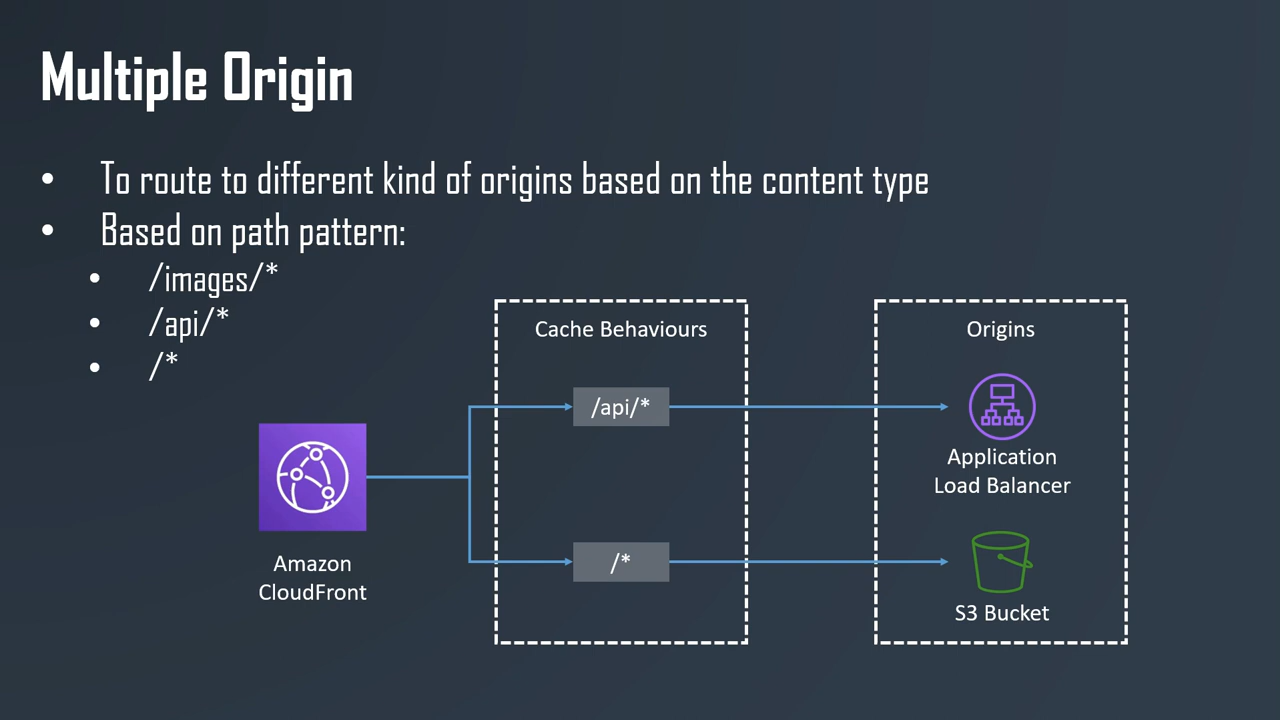 Multiple Origin
• To route to different kind of origins based on the content type
• Based on path pattern:
• /images/*
• /api/*
• /*
Cache Behaviours
Origins
/api/*
Application
Load Balancer
Amazon
CloudFront
/*
S3 Bucket